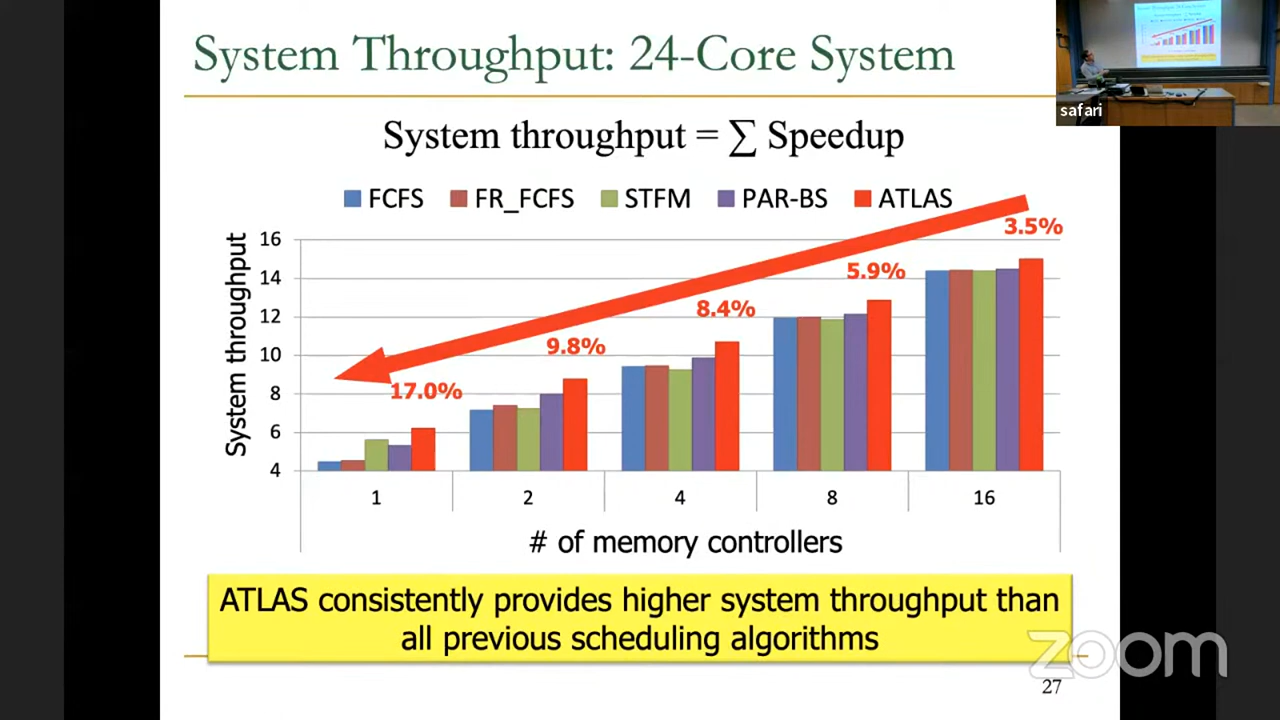 System Throughput: 24-Core System
safari
System throughput = ∑ Speedup
FCFS FR_FCFS STFM PAR-BS ATLAS
System throughput
16
14
12
10
8
6
4
17.0%
9.8%
8.4%
5.9%
3.5%
1 2 4 8 16
# of memory controllers
ATLAS consistently provides higher system throughput than
all previous scheduling algorithms
zoom
27